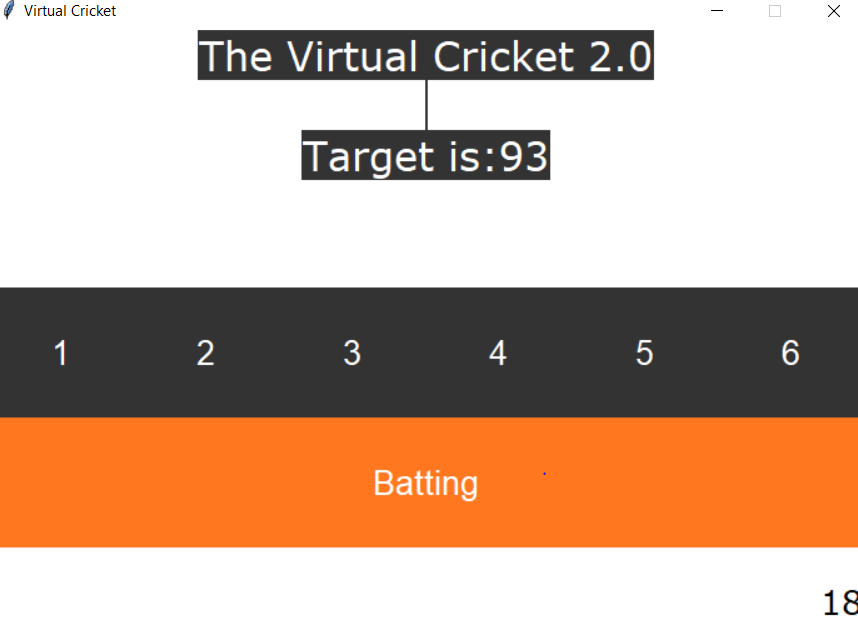 Virtual Cricket
The Virtual Cricket 2.0
Target is:93
1 2 3 4 5 6
Batting
18